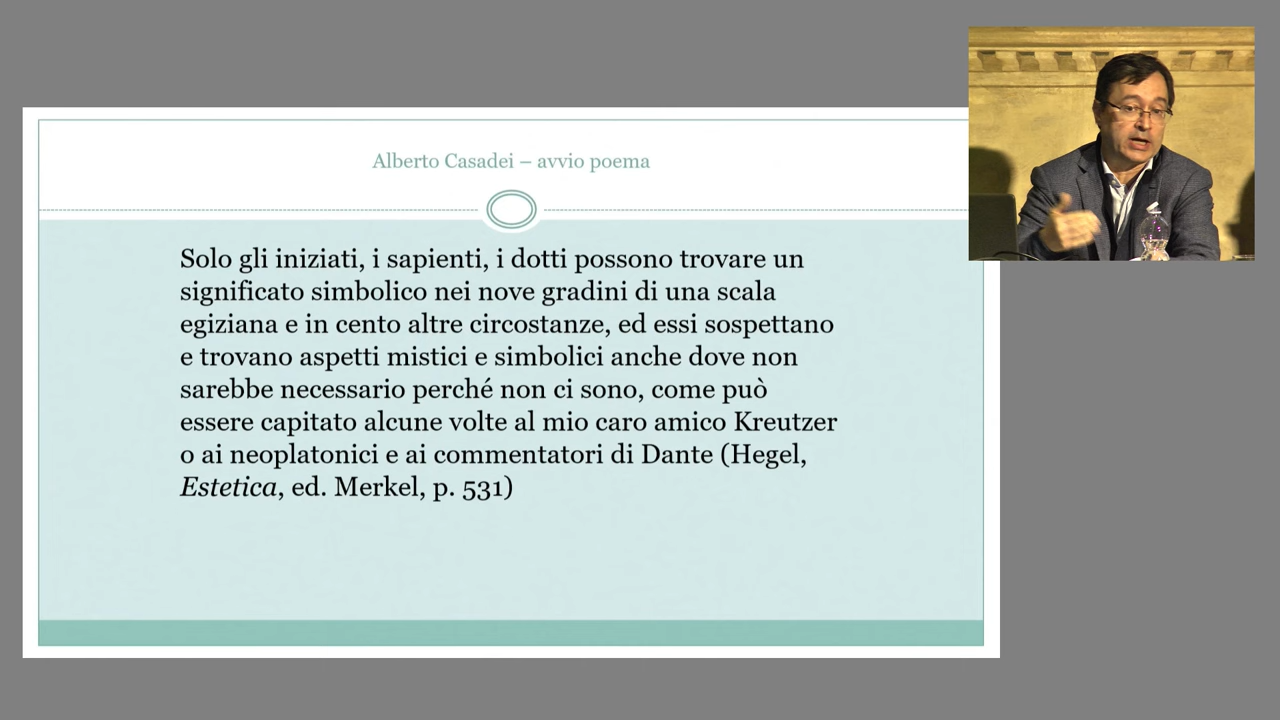 Alberto Casadei – avvio poema
Solo gli iniziati, i sapienti, i dotti possono trovare un
significato simbolico nei nove gradini di una scala
egiziana e in cento altre circostanze, ed essi sospettano
e trovano aspetti mistici e simbolici anche dove non
sarebbe necessario perché non ci sono, come può
essere capitato alcune volte al mio caro amico Kreutzer
o ai neoplatonici e ai commentatori di Dante (Hegel,
Estetica, ed. Merkel, p. 531)